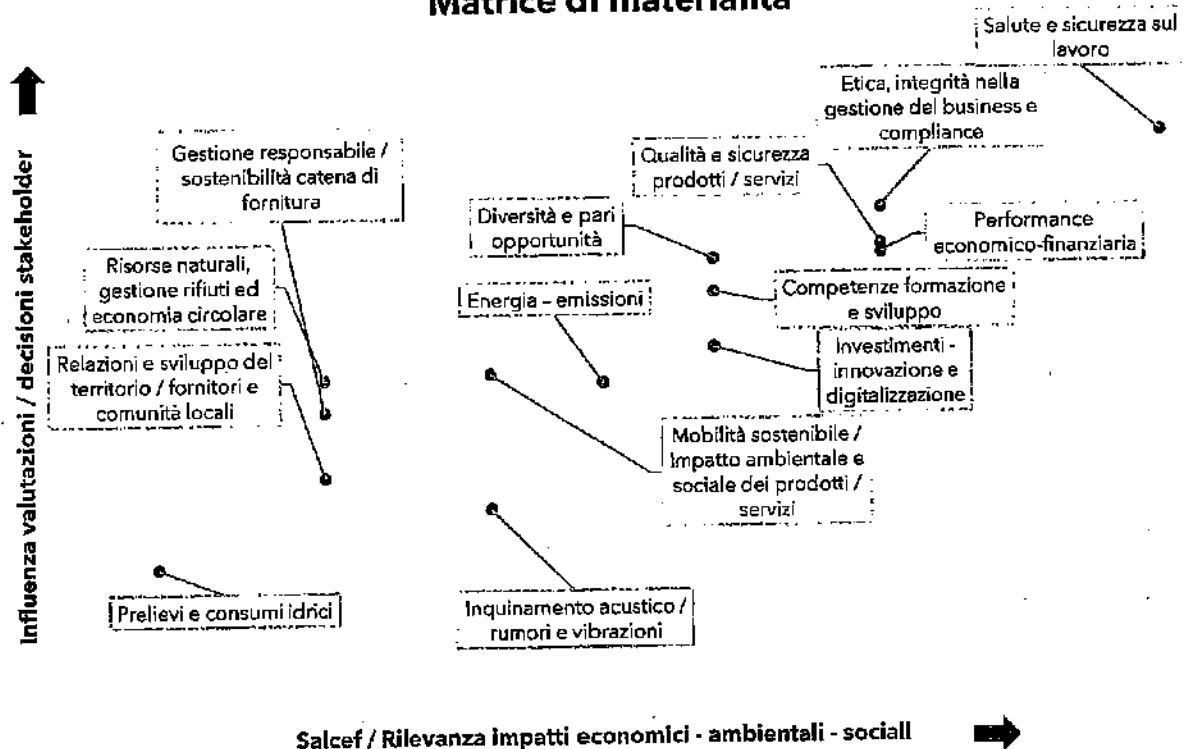 Matrice di materialità
Salute e sicurezza sul
lavoro
Etica, integrità nella
gestione del business e
compliance
Gestione responsabile /
sostenibilità catena di
fornitura
Qualità e sicurezza
prodotti / servizi
Diversità e pari
opportunità
Performance
economico-finanziaria
Risorse naturali,
gestione rifiuti ed
economia circolare
Energia - emissioni
Competenze formazione
e sviluppo
Relazioni e sviluppo del
territorio / fornitori e
comunità locali
Investimenti -
innovazione e
digitalizzazione
Mobilità sostenibile /
Impatto ambientale e
sociale dei prodotti /
servizi
Prelievi e consumi idrici
Inquinamento acustico /
rumori e vibrazioni
Influenza valutazioni / decisioni stakeholder
Salcef / Rilevanza impatti economici - ambientali - sociali